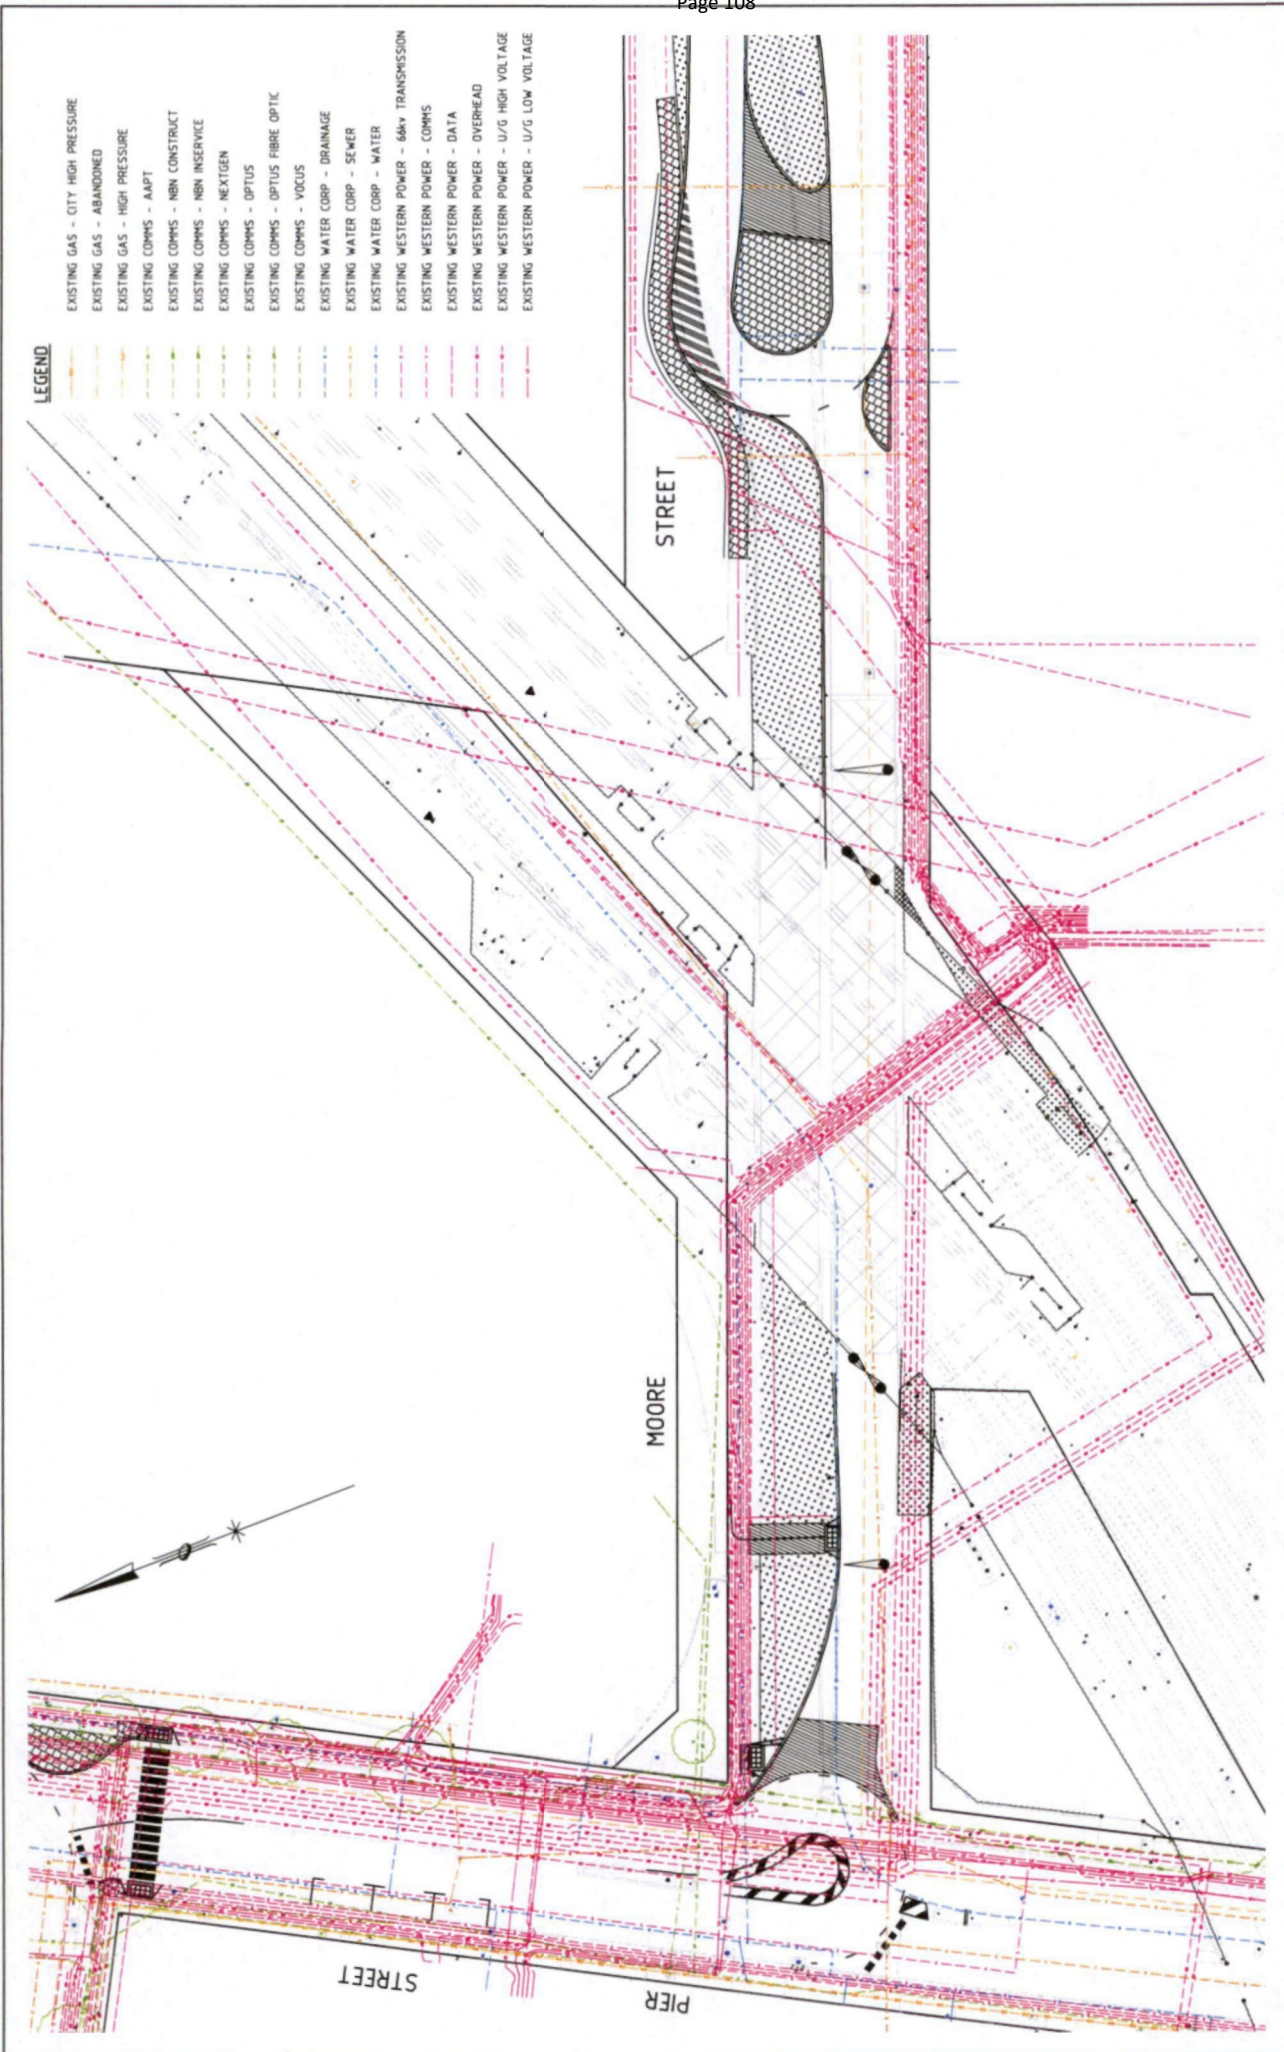 Page 108
LEGEND
EXISTING GAS - CITY HIGH PRESSURE
EXISTING GAS - ABANDONED
EXISTING GAS - HIGH PRESSURE
EXISTING COMMS - AAPT
EXISTING COMMS - NBN CONSTRUCT
EXISTING COMMS - NBN INSERVICE
EXISTING COMMS - NEXTGEN
EXISTING COMMS - OPTUS
EXISTING COMMS - OPTUS FIBRE OPTIC
EXISTING COMMS - VOCUS
EXISTING WATER CORP - DRAINAGE
EXISTING WATER CORP - SEWER
EXISTING WATER CORP - WATER
EXISTING WESTERN POWER - 66kv TRANSMISSION
EXISTING WESTERN POWER - COMMS
EXISTING WESTERN POWER - DATA
EXISTING WESTERN POWER - OVERHEAD
EXISTING WESTERN POWER - U/G HIGH VOLTAGE
EXISTING WESTERN POWER - U/G LOW VOLTAGE
MOORE
STREET
PIER
STREET